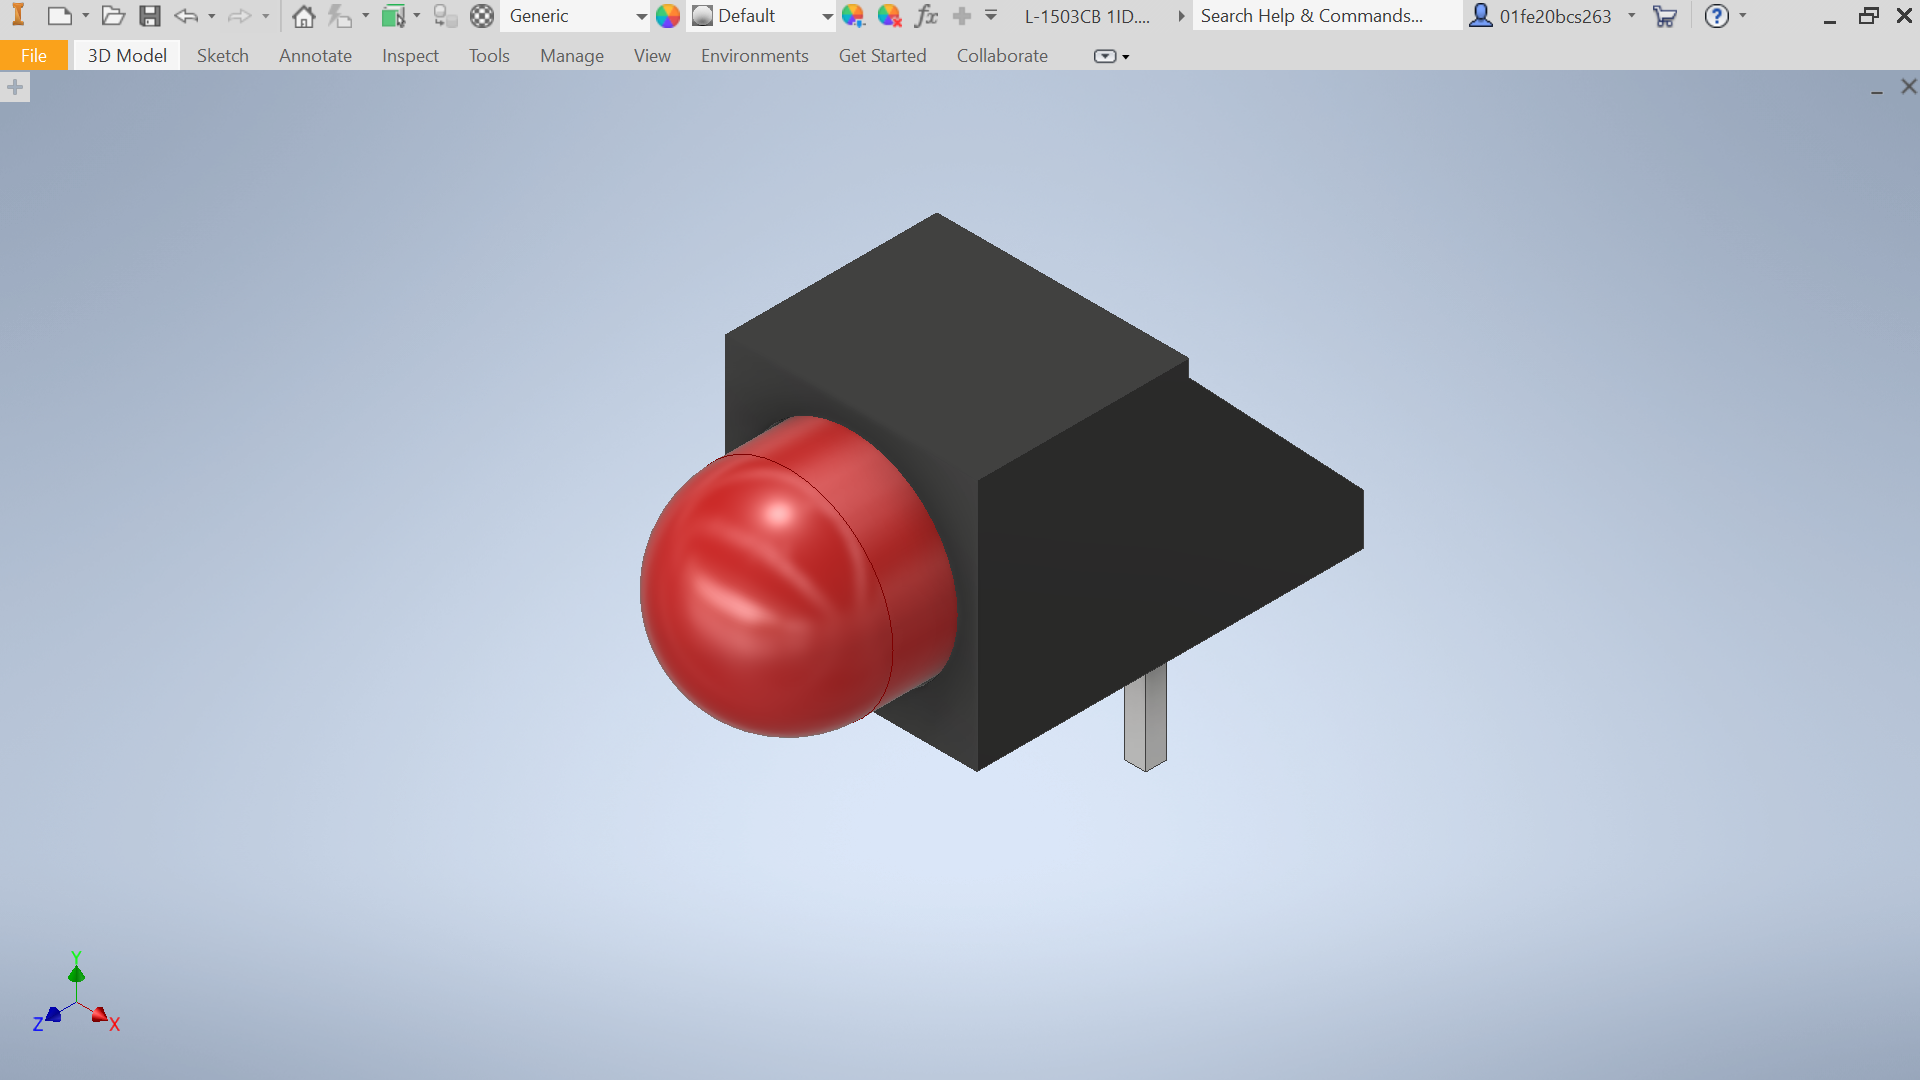 Generic
Default
fx
L-1503CB 1ID....
Search Help & Commands...
01fe20bcs263
?
File
3D Model
Sketch
Annotate
Inspect
Tools
Manage
View
Environments
Get Started
Collaborate
Y
Z
X